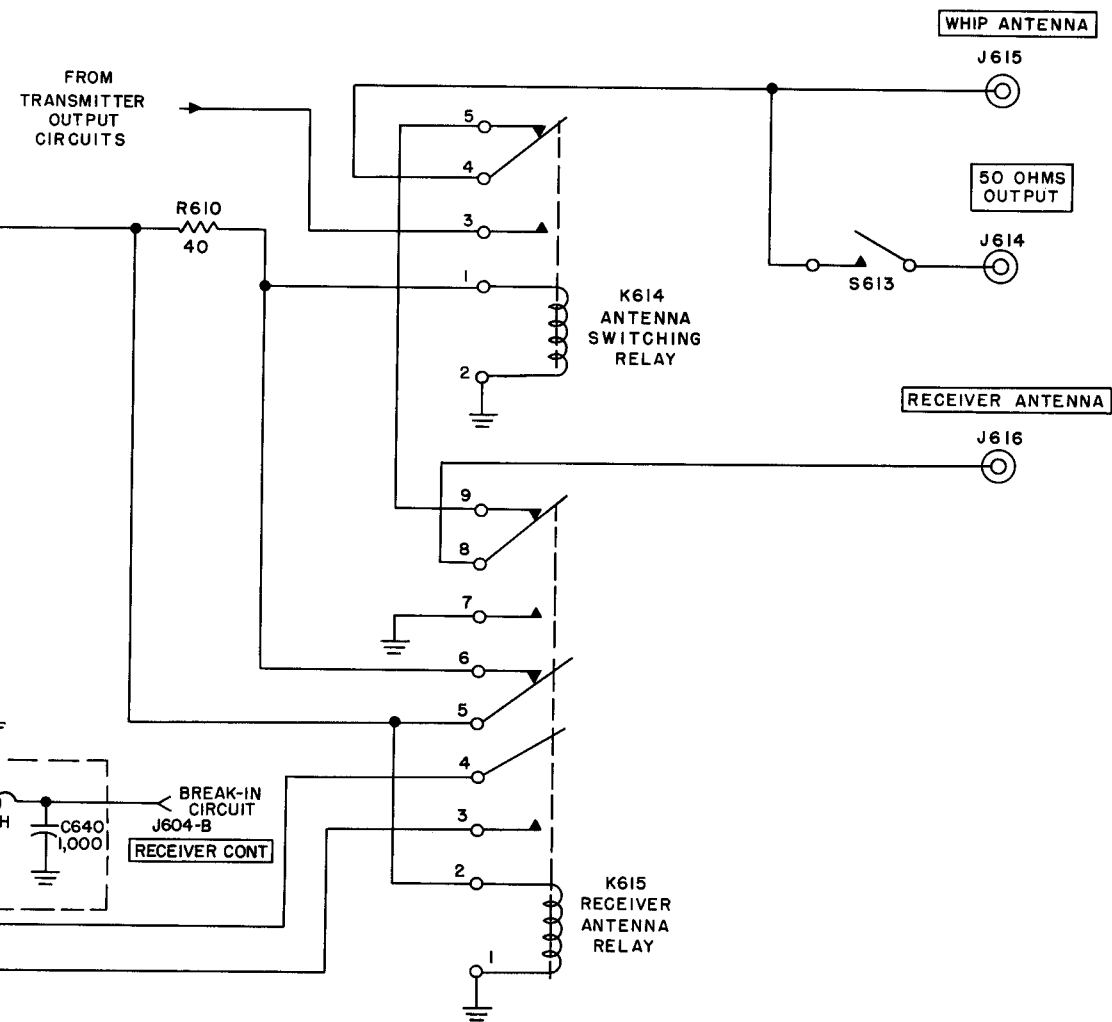 WHIP ANTENNA
J615
FROM
TRANSMITTER
OUTPUT
CIRCUITS
5
4
3
1
2
50 OHMS
OUTPUT
J614
S613
R610
40
K614
ANTENNA
SWITCHING
RELAY
RECEIVER ANTENNA
J616
9
8
7
6
5
4
3
2
1
F
H
C640
1,000
BREAK-IN
CIRCUIT
J604-B
RECEIVER CONT
K615
RECEIVER
ANTENNA
RELAY